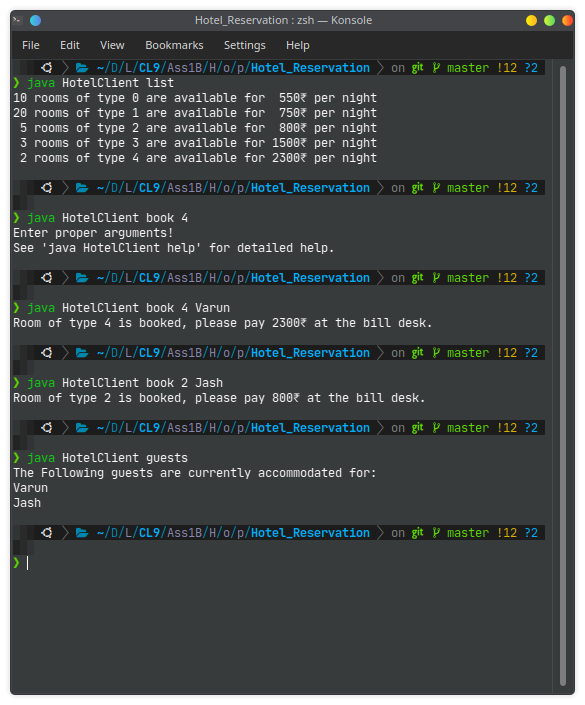 Hotel_Reservation : zsh — Konsole
File Edit View Bookmarks Settings Help
~/D/L/CL9/Ass1B/H/o/p/Hotel_Reservation on git master !12 ?2
❯ java HotelClient list
10 rooms of type 0 are available for  550₹ per night
20 rooms of type 1 are available for  750₹ per night
 5 rooms of type 2 are available for  800₹ per night
 3 rooms of type 3 are available for 1500₹ per night
 2 rooms of type 4 are available for 2300₹ per night
~/D/L/CL9/Ass1B/H/o/p/Hotel_Reservation on git master !12 ?2
❯ java HotelClient book 4
Enter proper arguments!
See 'java HotelClient help' for detailed help.
~/D/L/CL9/Ass1B/H/o/p/Hotel_Reservation on git master !12 ?2
❯ java HotelClient book 4 Varun
Room of type 4 is booked, please pay 2300₹ at the bill desk.
~/D/L/CL9/Ass1B/H/o/p/Hotel_Reservation on git master !12 ?2
❯ java HotelClient book 2 Jash
Room of type 2 is booked, please pay 800₹ at the bill desk.
~/D/L/CL9/Ass1B/H/o/p/Hotel_Reservation on git master !12 ?2
❯ java HotelClient guests
The Following guests are currently accommodated for:
Varun
Jash
~/D/L/CL9/Ass1B/H/o/p/Hotel_Reservation on git master !12 ?2
❯